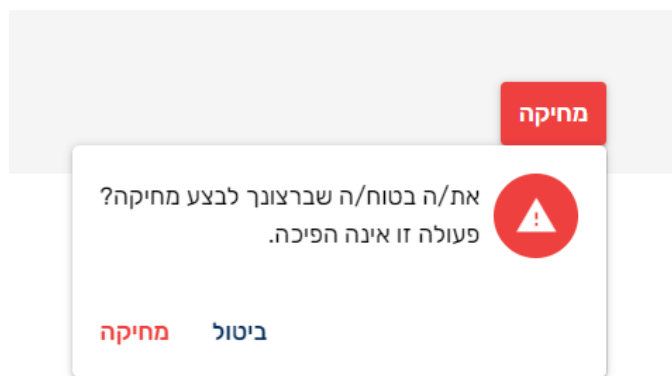 מחיקה
את/ה בטוח/ה שברצונך לבצע מחיקה?
פעולה זו אינה הפיכה.
ביטול
מחיקה